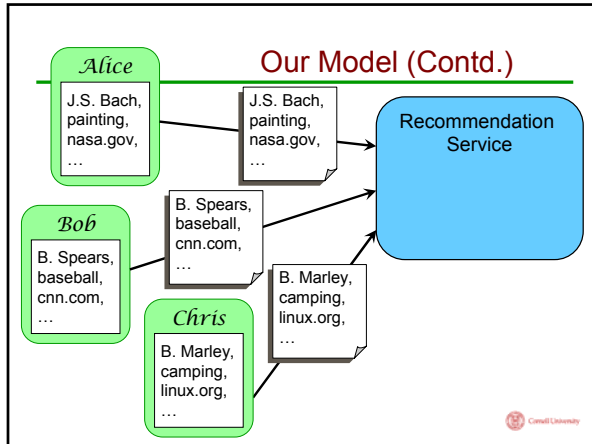 Our Model (Contd.)
Alice
J.S. Bach,
painting,
nasa.gov,
…
J.S. Bach,
painting,
nasa.gov,
…
Recommendation
Service
Bob
B. Spears,
baseball,
cnn.com,
…
B. Spears,
baseball,
cnn.com,
…
Chris
B. Marley,
camping,
linux.org,
…
B. Marley,
camping,
linux.org,
…
Cornell University